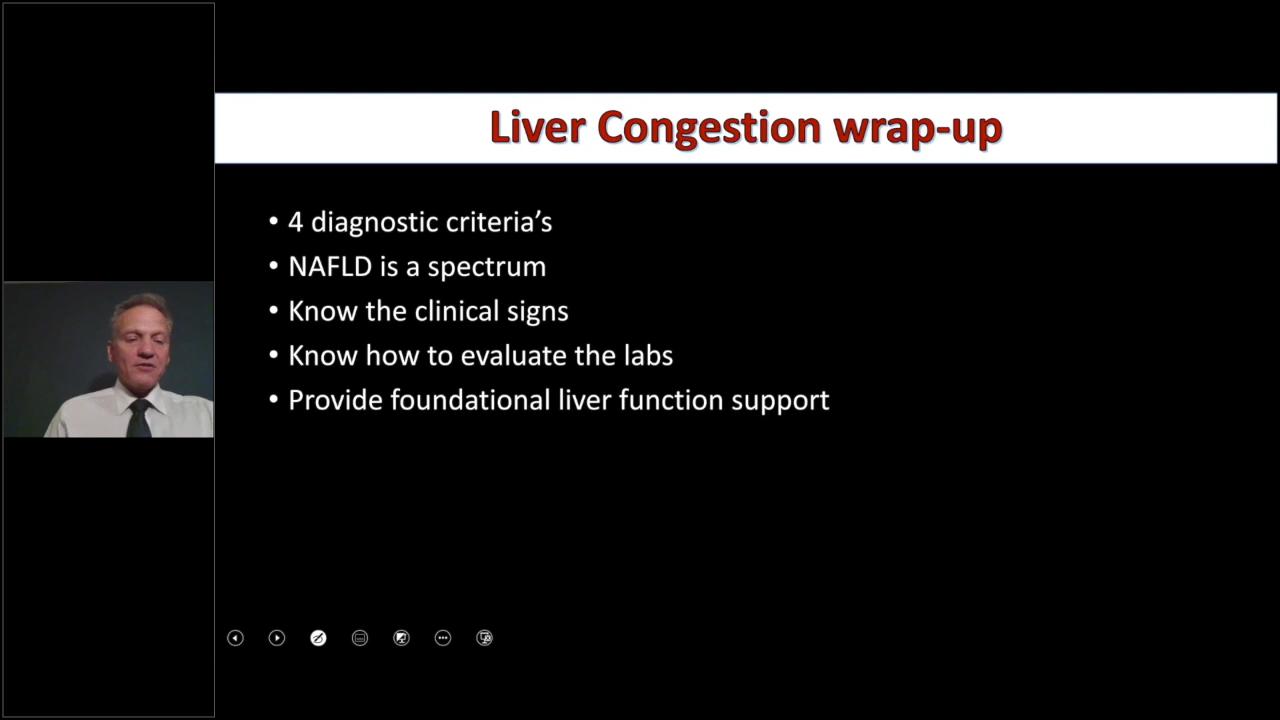 Liver Congestion wrap-up
• 4 diagnostic criteria’s
• NAFLD is a spectrum
• Know the clinical signs
• Know how to evaluate the labs
• Provide foundational liver function support